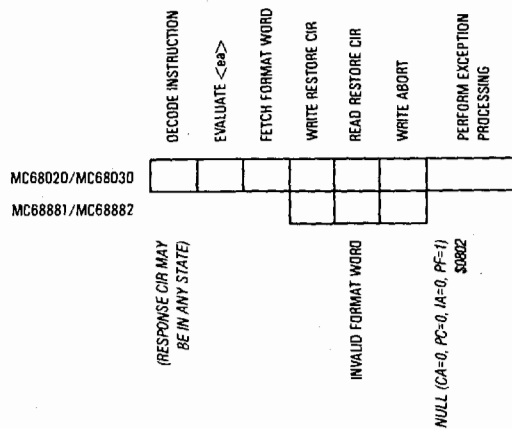 DECODE INSTRUCTION
EVALUATE <ea>
FETCH FORMAT WORD
WRITE RESTORE CIR
READ RESTORE CIR
WRITE ABORT
PERFORM EXCEPTION
PROCESSING
MC68020/MC68030
MC68881/MC68882
(RESPONSE CIR MAY
BE IN ANY STATE)
INVALID FORMAT WORD
NULL (CA=0, PC=0, IA=0, PF=1)
$0802